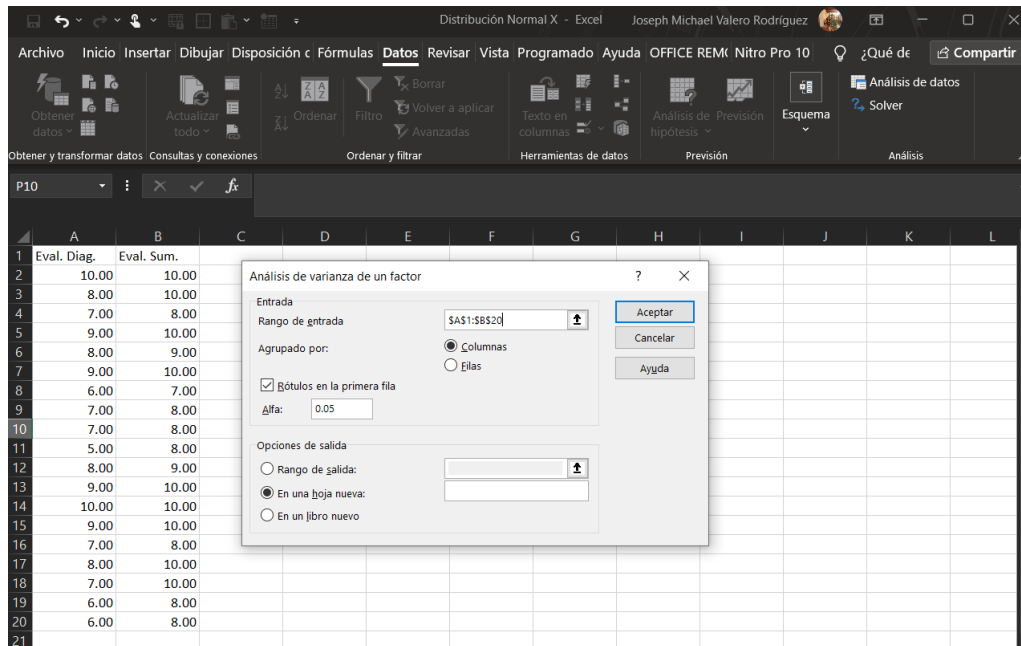 Distribución Normal X - Excel Joseph Michael Valero Rodríguez
Archivo Inicio Insertar Dibujar Disposición c Fórmulas Datos Revisar Vista Programado Ayuda OFFICE REM Nitro Pro 10 ¿Qué de Compartir
Obtener datos
Actualizar todo
Ordenar
Filtro
Borrar
Volver a aplicar
Avanzadas
Texto en columnas
Análisis de hipótesis
Previsión
Esquema
Análisis de datos
Solver
Obtener y transformar datos Consultas y conexiones Ordenar y filtrar Herramientas de datos Previsión Análisis
P10 fx
A B C D E F G H I J K L
1 Eval. Diag. Eval. Sum.
2 10.00 10.00
3 8.00 10.00
4 7.00 8.00
5 9.00 10.00
6 8.00 9.00
7 9.00 10.00
8 6.00 7.00
9 7.00 8.00
10 7.00 8.00
11 5.00 8.00
12 8.00 9.00
13 9.00 10.00
14 10.00 10.00
15 9.00 10.00
16 7.00 8.00
17 8.00 10.00
18 7.00 10.00
19 6.00 8.00
20 6.00 8.00
21
Análisis de varianza de un factor ? ×
Entrada
Rango de entrada $A$1:$B$20
Agrupado por: Columnas
Filas
Rótulos en la primera fila
Alfa: 0.05
Opciones de salida
Rango de salida:
En una hoja nueva:
En un libro nuevo
Aceptar
Cancelar
Ayuda